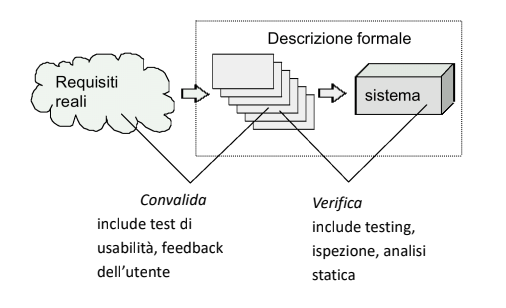 Descrizione formale
Requisiti
reali
sistema
Convalida
include test di
usabilità, feedback
dell'utente
Verifica
include testing,
ispezione, analisi
statica